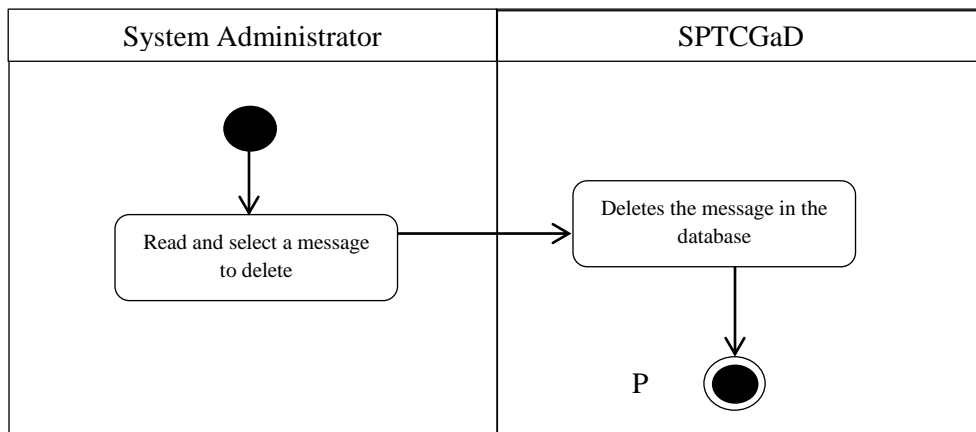 System Administrator
SPTCGaD
Read and select a message
to delete
Deletes the message in the
database
P